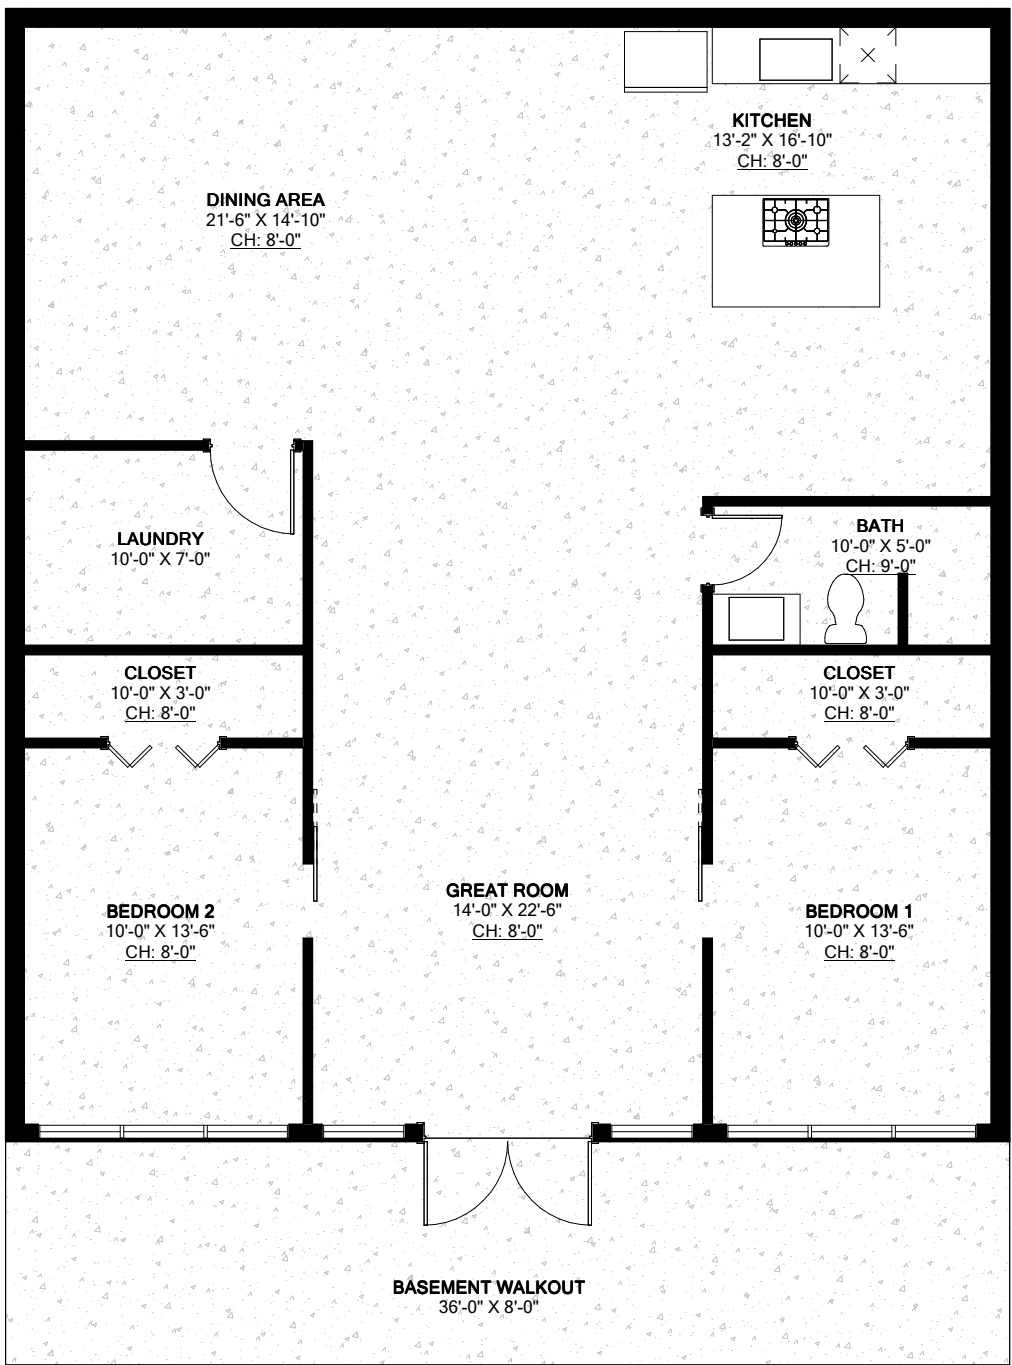 KITCHEN
13'-2" X 16'-10"
CH: 8'-0"
DINING AREA
21'-6" X 14'-10"
CH: 8'-0"
LAUNDRY
10'-0" X 7'-0"
BATH
10'-0" X 5'-0"
CH: 9'-0"
CLOSET
10'-0" X 3'-0"
CH: 8'-0"
CLOSET
10'-0" X 3'-0"
CH: 8'-0"
BEDROOM 2
10'-0" X 13'-6"
CH: 8'-0"
GREAT ROOM
14'-0" X 22'-6"
CH: 8'-0"
BEDROOM 1
10'-0" X 13'-6"
CH: 8'-0"
BASEMENT WALKOUT
36'-0" X 8'-0"